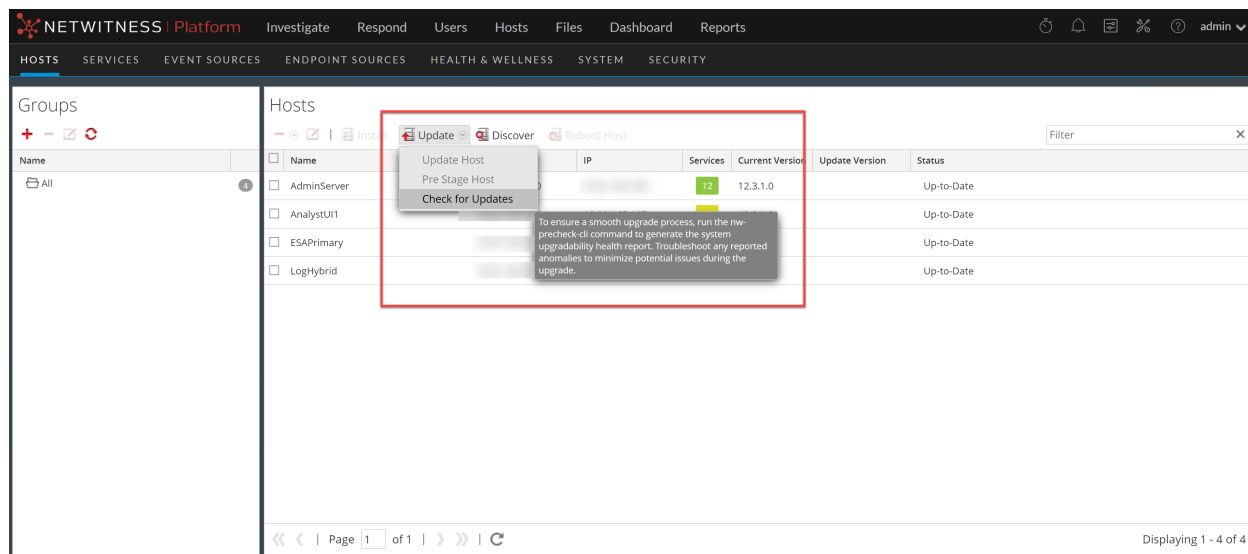 NETWITNESS Platform Investigate Respond Users Hosts Files Dashboard Reports admin
HOSTS SERVICES EVENT SOURCES ENDPOINT SOURCES HEALTH & WELLNESS SYSTEM SECURITY
Groups
Name
All 4
Hosts
Install Update Discover Reboot Host Filter
Name IP Services Current Version Update Version Status
Update Host
Pre Stage Host
Check for Updates
AdminServer 0 12 12.3.1.0 Up-to-Date
AnalystUI1 Up-to-Date
ESAPrimary Up-to-Date
LogHybrid Up-to-Date
To ensure a smooth upgrade process, run the nw-
precheck-cli command to generate the system
upgradability health report. Troubleshoot any reported
anomalies to minimize potential issues during the
upgrade.
Page 1 of 1 Displaying 1 - 4 of 4